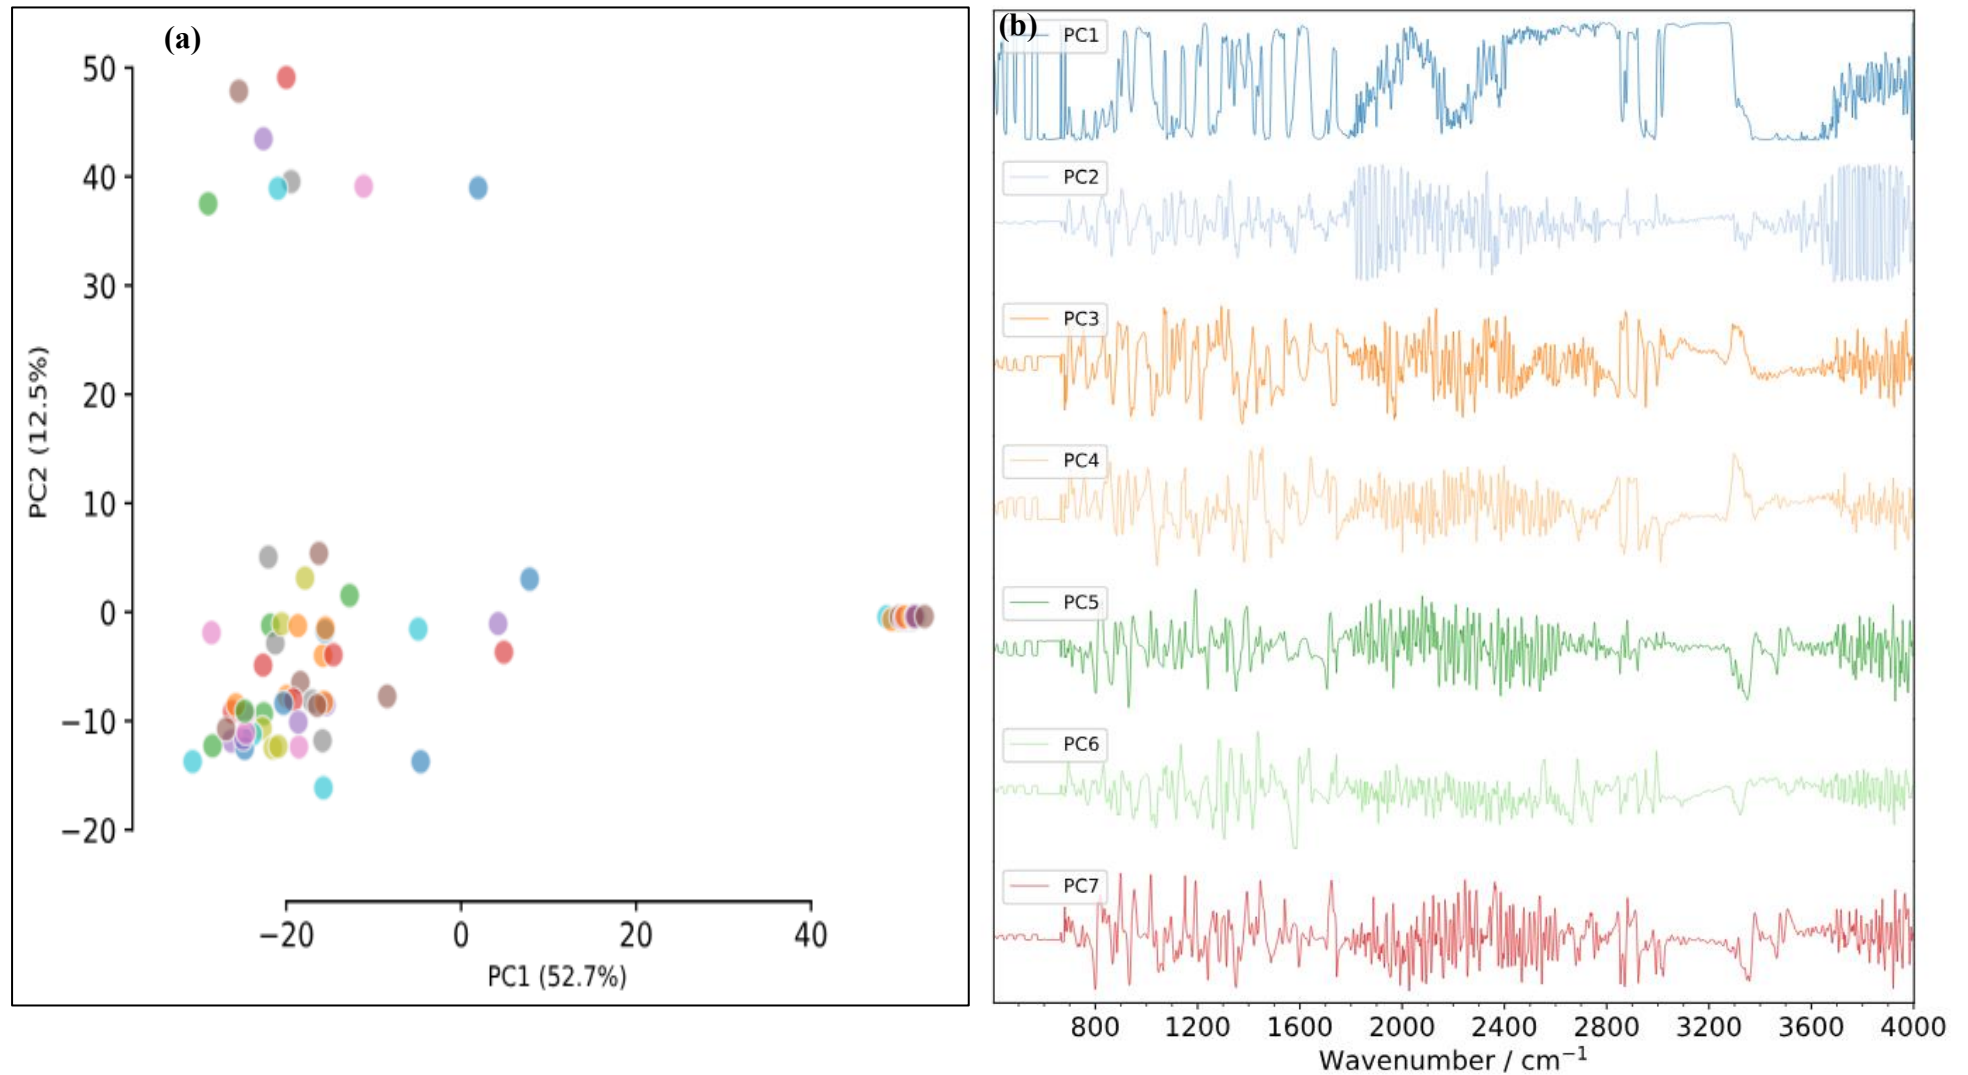 (a)
50
40
30
20
10
0
−10
−20
PC2 (12.5%)
−20 0 20 40
PC1 (52.7%)
(b)
PC1
PC2
PC3
PC4
PC5
PC6
PC7
800 1200 1600 2000 2400 2800 3200 3600 4000
Wavenumber / cm⁻¹